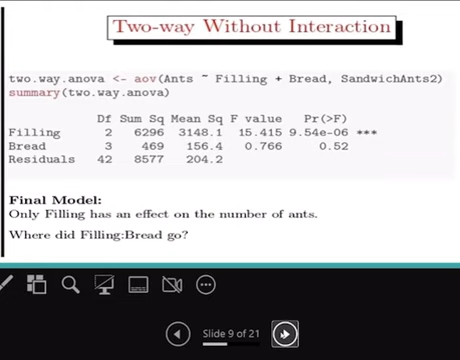 Two-way Without Interaction
two.way.anova <- aov(Ants ~ Filling + Bread, SandwichAnts2)
summary(two.way.anova)
Df Sum Sq Mean Sq F value Pr(>F)
Filling 2 6296 3148.1 15.415 9.54e-06 ***
Bread 3 469 156.4 0.766 0.52
Residuals 42 8577 204.2
Final Model:
Only Filling has an effect on the number of ants.
Where did Filling:Bread go?
Slide 9 of 21